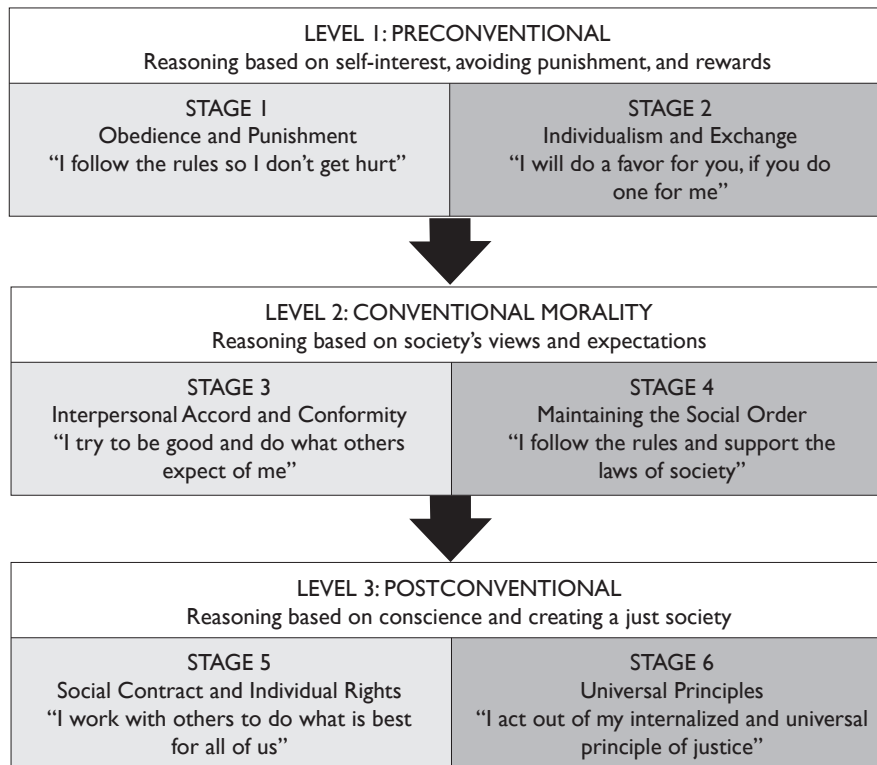 LEVEL 1: PRECONVENTIONAL
Reasoning based on self-interest, avoiding punishment, and rewards
STAGE 1
Obedience and Punishment
“I follow the rules so I don’t get hurt”
STAGE 2
Individualism and Exchange
“I will do a favor for you, if you do
one for me”
LEVEL 2: CONVENTIONAL MORALITY
Reasoning based on society’s views and expectations
STAGE 3
Interpersonal Accord and Conformity
“I try to be good and do what others
expect of me”
STAGE 4
Maintaining the Social Order
“I follow the rules and support the
laws of society”
LEVEL 3: POSTCONVENTIONAL
Reasoning based on conscience and creating a just society
STAGE 5
Social Contract and Individual Rights
“I work with others to do what is best
for all of us”
STAGE 6
Universal Principles
“I act out of my internalized and universal
principle of justice”